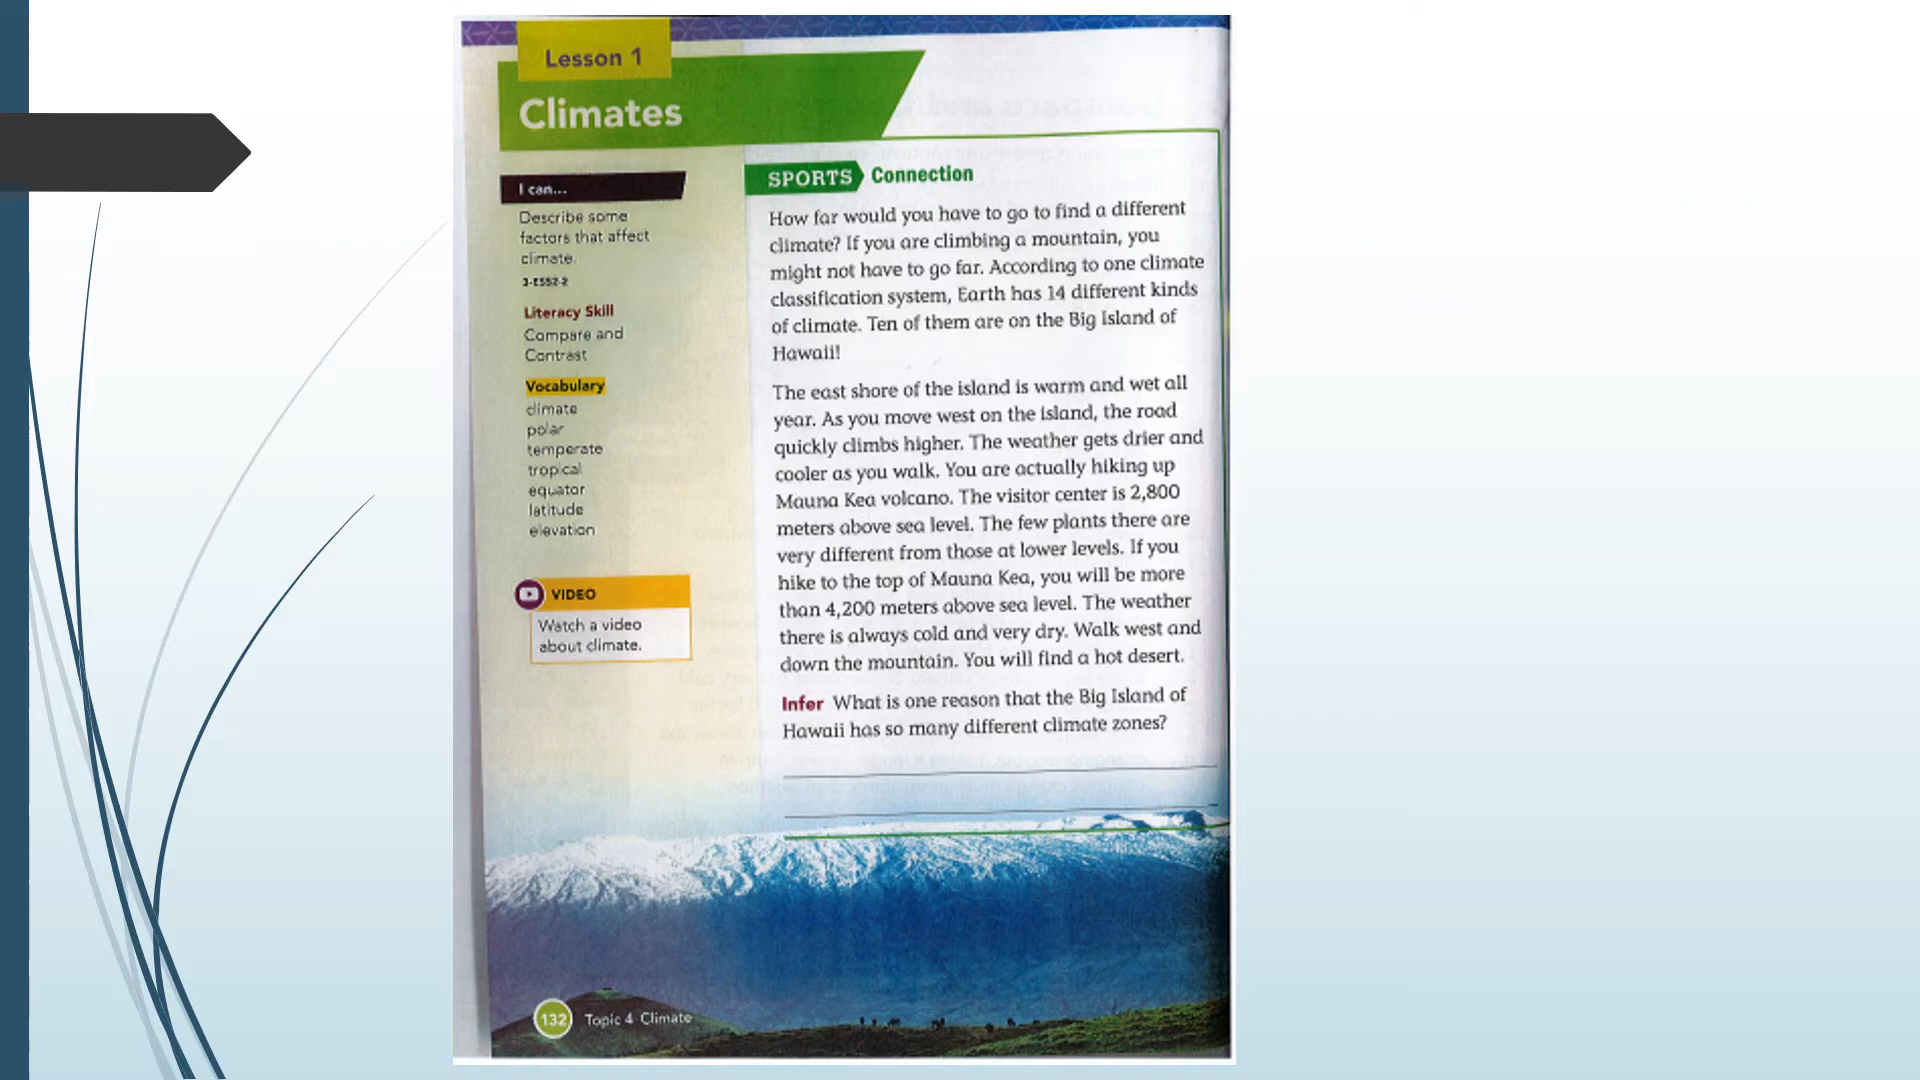 Lesson 1
Climates
I can...
Describe some
factors that affect
climate.
3-ESS2-2
Literacy Skill
Compare and
Contrast
Vocabulary
climate
polar
temperate
tropical
equator
latitude
elevation
VIDEO
Watch a video
about climate.
SPORTS Connection
How far would you have to go to find a different
climate? If you are climbing a mountain, you
might not have to go far. According to one climate
classification system, Earth has 14 different kinds
of climate. Ten of them are on the Big Island of
Hawaii!
The east shore of the island is warm and wet all
year. As you move west on the island, the road
quickly climbs higher. The weather gets drier and
cooler as you walk. You are actually hiking up
Mauna Kea volcano. The visitor center is 2,800
meters above sea level. The few plants there are
very different from those at lower levels. If you
hike to the top of Mauna Kea, you will be more
than 4,200 meters above sea level. The weather
there is always cold and very dry. Walk west and
down the mountain. You will find a hot desert.
Infer What is one reason that the Big Island of
Hawaii has so many different climate zones?
132 Topic 4 Climate